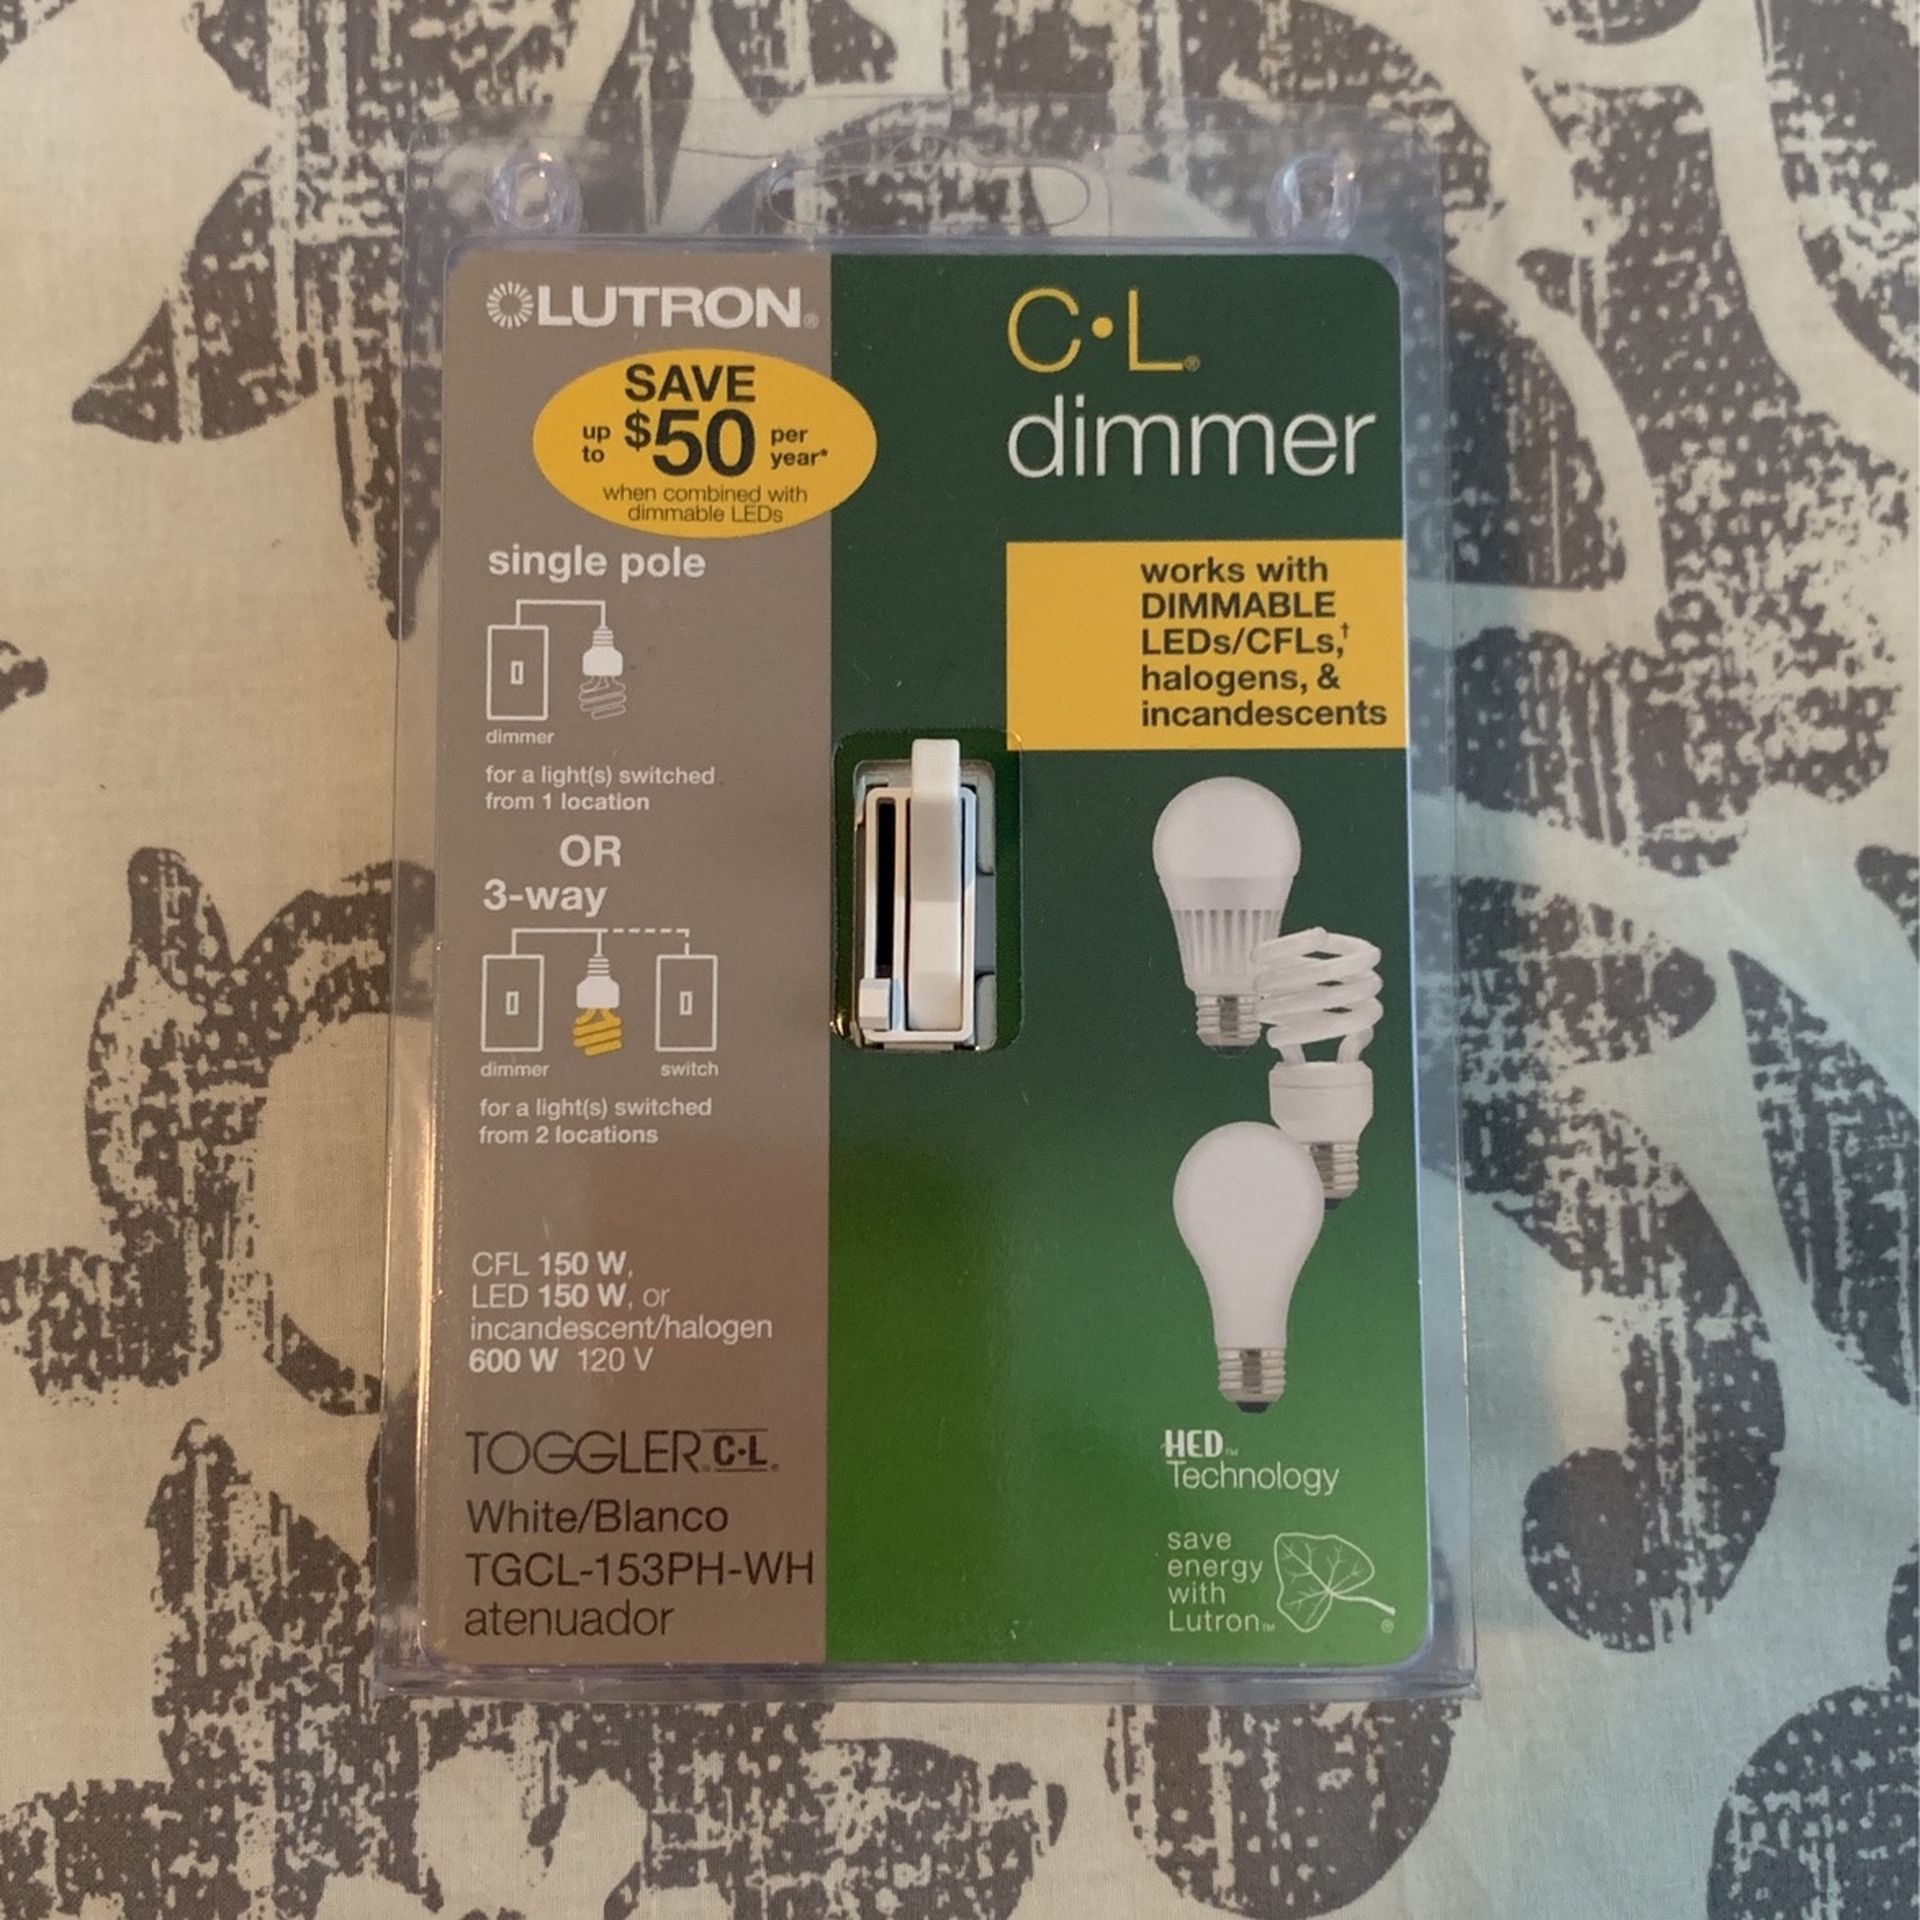 LUTRON®
SAVE
up to $50 per year*
when combined with
dimmable LEDs
single pole
dimmer
for a light(s) switched
from 1 location
OR
3-way
dimmer switch
for a light(s) switched
from 2 locations
CFL 150 W,
LED 150 W, or
incandescent/halogen
600 W 120 V
TOGGLER® C·L®
White/Blanco
TGCL-153PH-WH
atenuador
C·L®
dimmer
works with
DIMMABLE
LEDs/CFLs,†
halogens, &
incandescents
HED™
Technology
save
energy
with
Lutron™
®